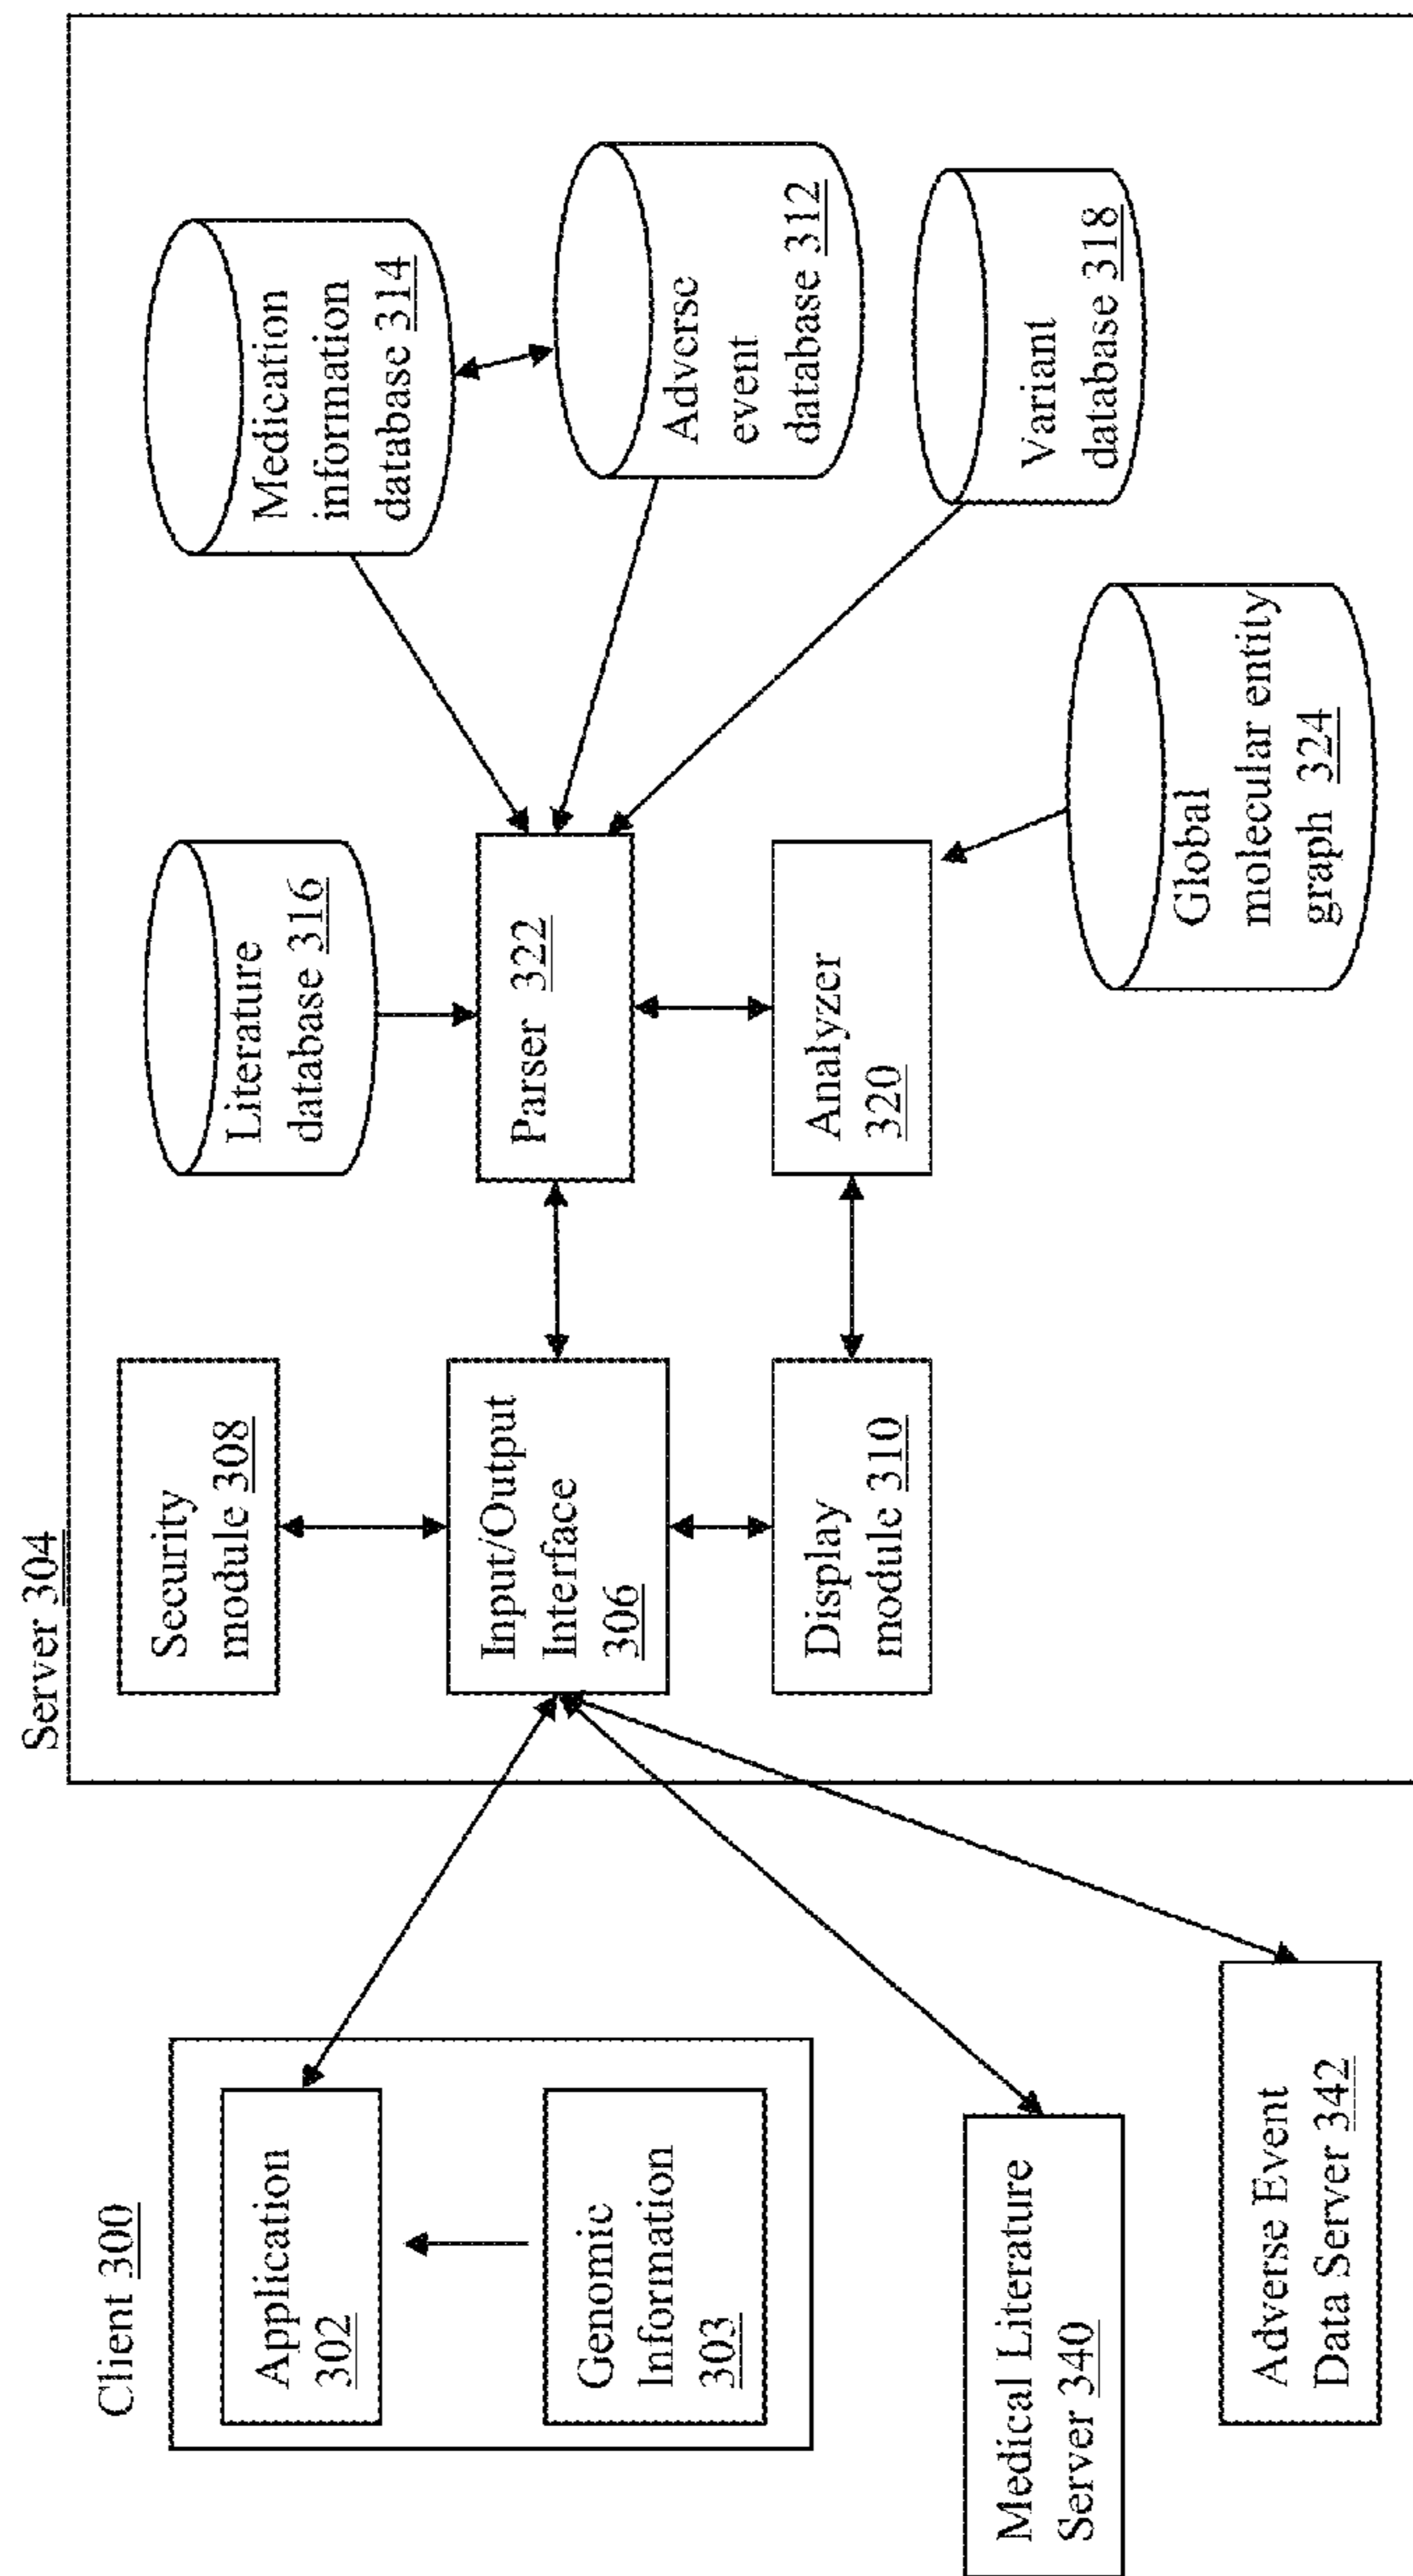 Server 304
Client 300
Application
302
Genomic
Information
303
Medical Literature
Server 340
Adverse Event
Data Server 342
Security
module 308
Input/Output
Interface
306
Display
module 310
Literature
database 316
Parser 322
Analyzer
320
Medication
information
database 314
Adverse
event
database 312
Variant
database 318
Global
molecular entity
graph 324